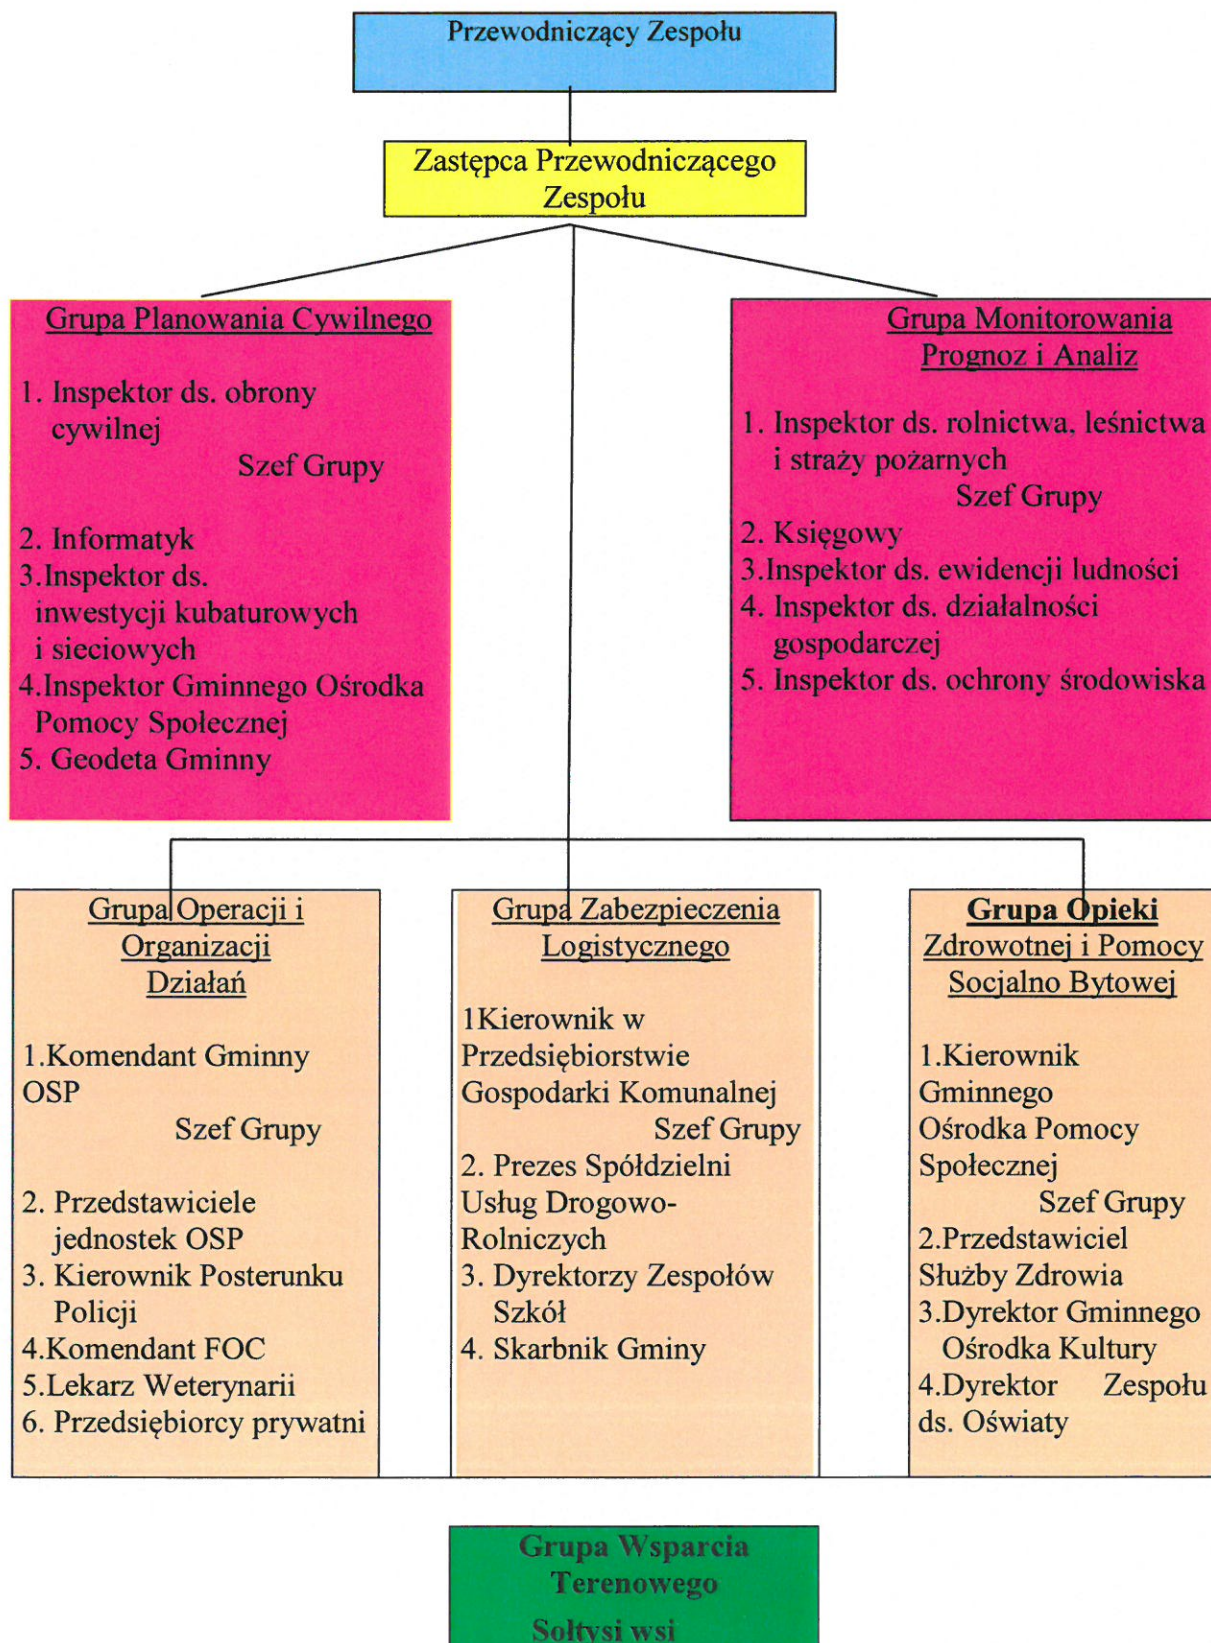 Przewodniczący Zespołu
Zastępca Przewodniczącego
Zespołu
Grupa Planowania Cywilnego
1. Inspektor ds. obrony
cywilnej
Szef Grupy
2. Informatyk
3.Inspektor ds.
inwestycji kubaturowych
i sieciowych
4.Inspektor Gminnego Ośrodka
Pomocy Społecznej
5. Geodeta Gminny
Grupa Monitorowania
Prognoz i Analiz
1. Inspektor ds. rolnictwa, leśnictwa
i straży pożarnych
Szef Grupy
2. Księgowy
3.Inspektor ds. ewidencji ludności
4. Inspektor ds. działalności
gospodarczej
5. Inspektor ds. ochrony środowiska
Grupa Operacji i
Organizacji
Działań
1.Komendant Gminny
OSP
Szef Grupy
2. Przedstawiciele
jednostek OSP
3. Kierownik Posterunku
Policji
4.Komendant FOC
5.Lekarz Weterynarii
6. Przedsiębiorcy prywatni
Grupa Zabezpieczenia
Logistycznego
1Kierownik w
Przedsiębiorstwie
Gospodarki Komunalnej
Szef Grupy
2. Prezes Spółdzielni
Usług Drogowo-
Rolniczych
3. Dyrektorzy Zespołów
Szkół
4. Skarbnik Gminy
Grupa Opieki
Zdrowotnej i Pomocy
Socjalno Bytowej
1.Kierownik
Gminnego
Ośrodka Pomocy
Społecznej
Szef Grupy
2.Przedstawiciel
Służby Zdrowia
3.Dyrektor Gminnego
Ośrodka Kultury
4.Dyrektor Zespołu
ds. Oświaty
Grupa Wsparcia
Terenowego
Sołtysi wsi